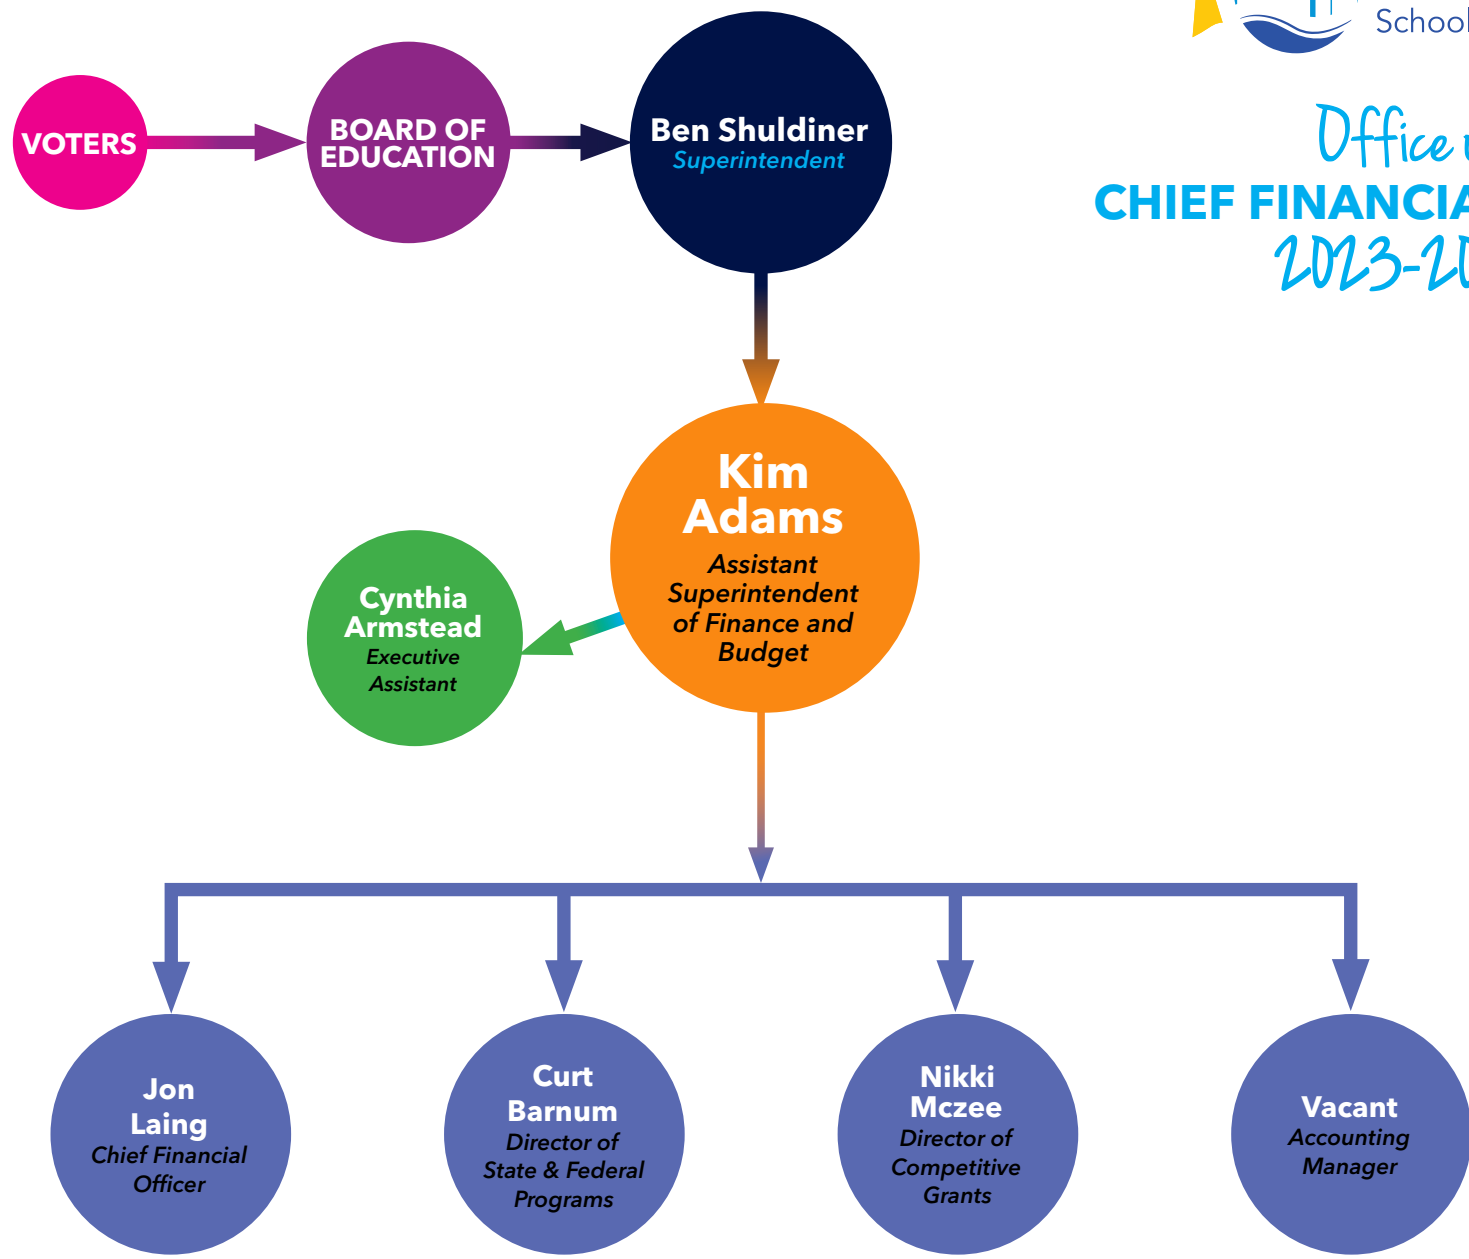 School
Office
CHIEF FINANCIA
2023-20
VOTERS
BOARD OF
EDUCATION
Ben Shuldiner
Superintendent
Kim
Adams
Assistant
Superintendent
of Finance and
Budget
Cynthia
Armstead
Executive
Assistant
Jon
Laing
Chief Financial
Officer
Curt
Barnum
Director of
State & Federal
Programs
Nikki
Mczee
Director of
Competitive
Grants
Vacant
Accounting
Manager